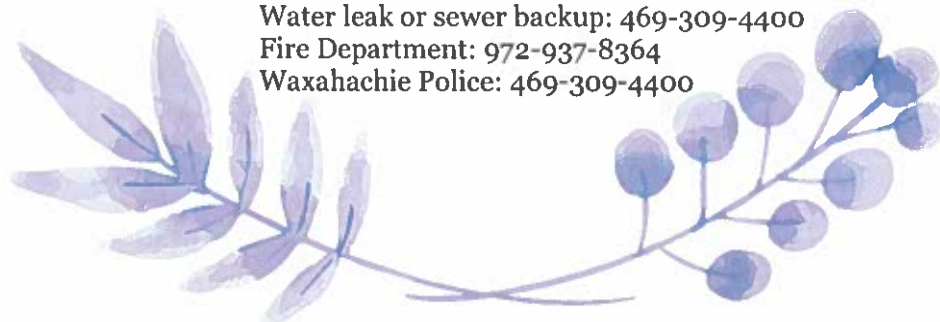 Water leak or sewer backup: 469-309-4400
Fire Department: 972-937-8364
Waxahachie Police: 469-309-4400